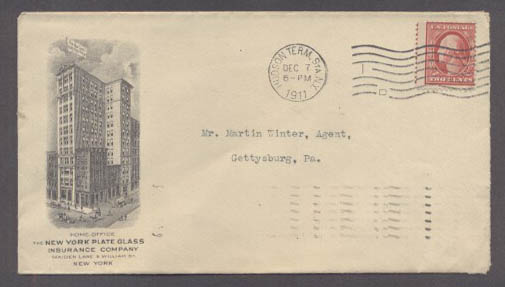 HUDSON TERM. STA. N.Y.
DEC 7
6-PM
1911
U.S. POSTAGE
TWO CENTS
Mr. Martin Winter, Agent,
Gettysburg, Pa.
HOME OFFICE
THE NEW YORK PLATE GLASS
INSURANCE COMPANY
MAIDEN LANE & WILLIAM ST.
NEW YORK